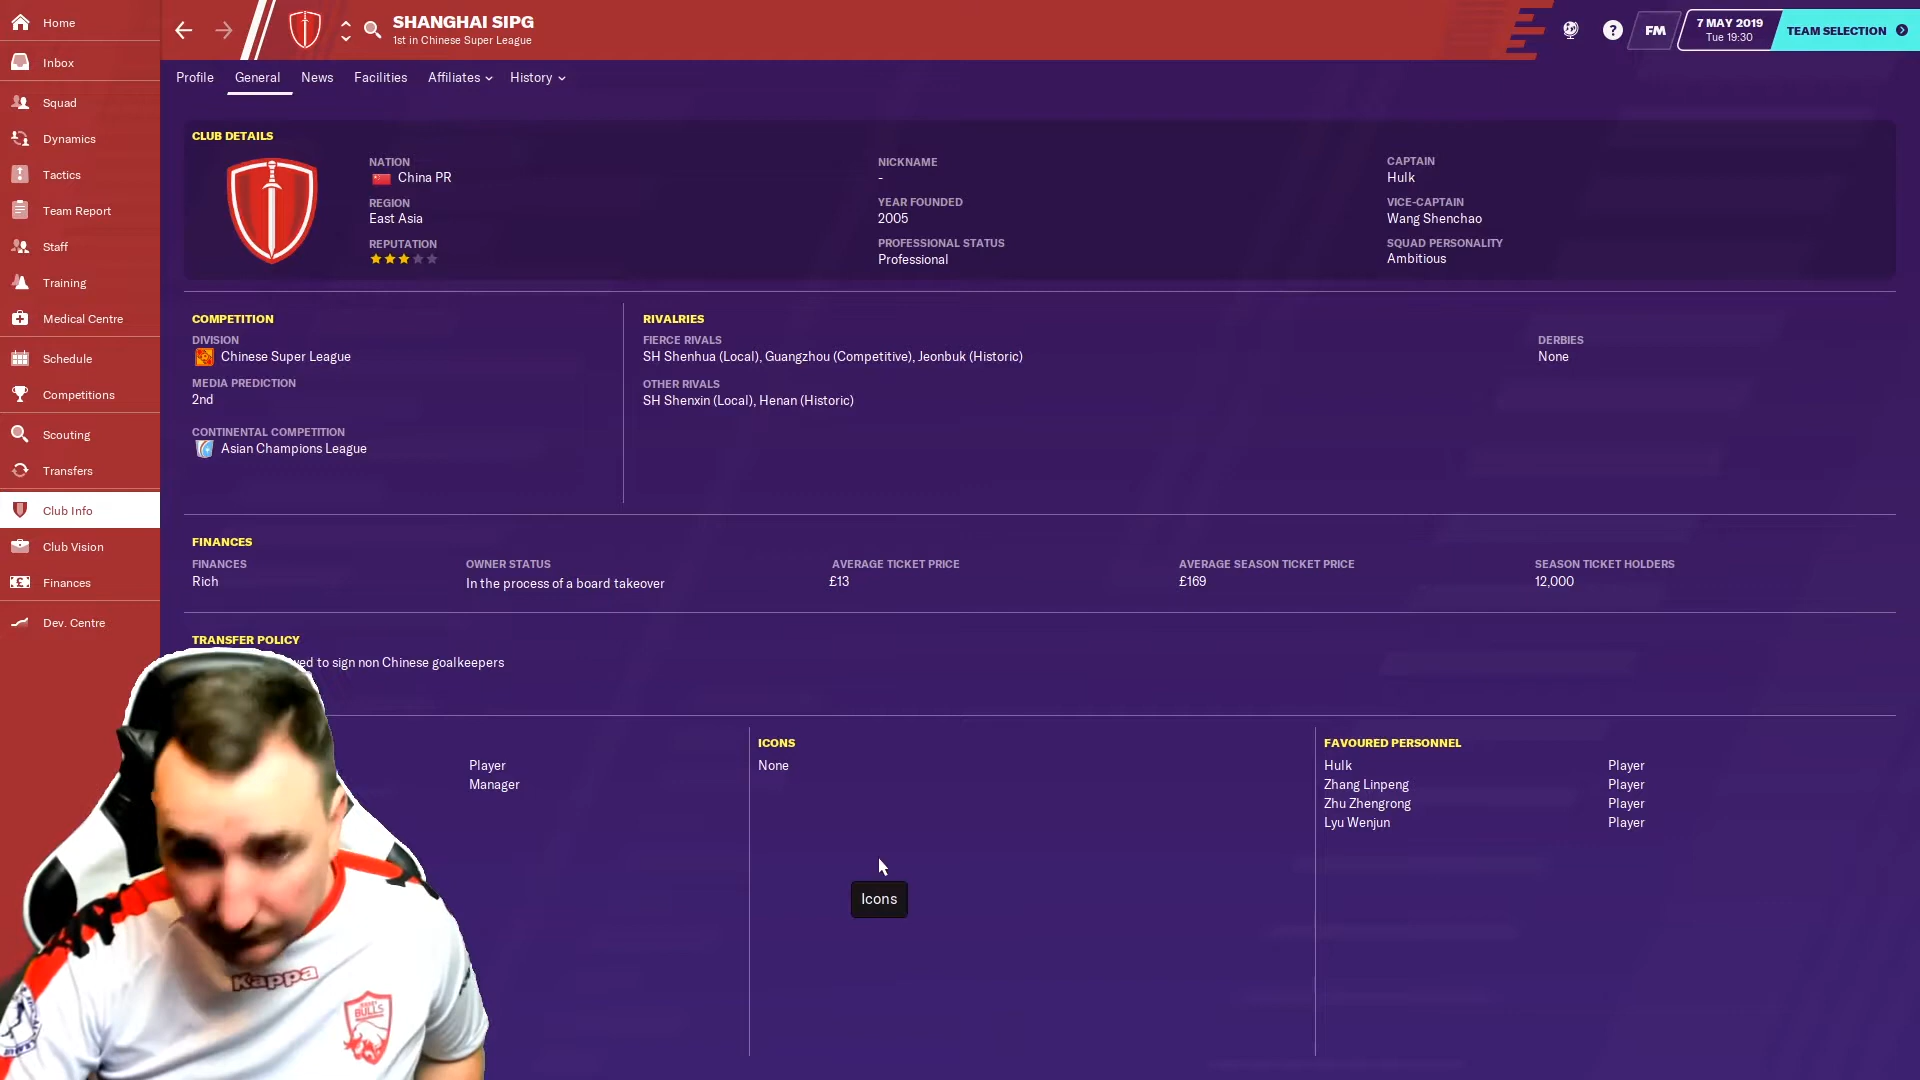 Home
Inbox
Squad
Dynamics
Tactics
Team Report
Staff
Training
Medical Centre
Schedule
Competitions
Scouting
Transfers
Club Info
Club Vision
Finances
Dev. Centre
SHANGHAI SIPG
1st in Chinese Super League
FM
7 MAY 2019
Tue 19:30
TEAM SELECTION
Profile General News Facilities Affiliates History
CLUB DETAILS
NATION
China PR
REGION
East Asia
REPUTATION
NICKNAME
-
YEAR FOUNDED
2005
PROFESSIONAL STATUS
Professional
CAPTAIN
Hulk
VICE-CAPTAIN
Wang Shenchao
SQUAD PERSONALITY
Ambitious
COMPETITION
DIVISION
Chinese Super League
MEDIA PREDICTION
2nd
CONTINENTAL COMPETITION
Asian Champions League
RIVALRIES
FIERCE RIVALS
SH Shenhua (Local), Guangzhou (Competitive), Jeonbuk (Historic)
OTHER RIVALS
SH Shenxin (Local), Henan (Historic)
DERBIES
None
FINANCES
FINANCES
Rich
OWNER STATUS
In the process of a board takeover
AVERAGE TICKET PRICE
£13
AVERAGE SEASON TICKET PRICE
£169
SEASON TICKET HOLDERS
12,000
TRANSFER POLICY
to sign non Chinese goalkeepers
Player
Manager
ICONS
None
Icons
FAVOURED PERSONNEL
Hulk Player
Zhang Linpeng Player
Zhu Zhengrong Player
Lyu Wenjun Player
Kappa
BULLS